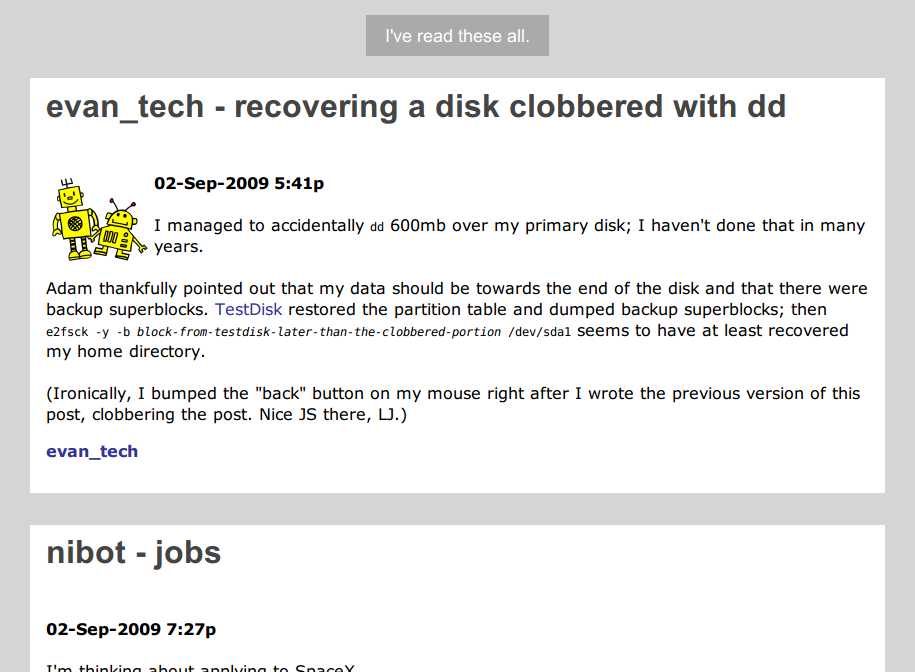 I've read these all.
evan_tech - recovering a disk clobbered with dd
02-Sep-2009 5:41p
I managed to accidentally dd 600mb over my primary disk; I haven't done that in many
years.
Adam thankfully pointed out that my data should be towards the end of the disk and that there were
backup superblocks. TestDisk restored the partition table and dumped backup superblocks; then
e2fsck -y -b block-from-testdisk-later-than-the-clobbered-portion /dev/sda1 seems to have at least recovered
my home directory.
(Ironically, I bumped the "back" button on my mouse right after I wrote the previous version of this
post, clobbering the post. Nice JS there, LJ.)
evan_tech
nibot - jobs
02-Sep-2009 7:27p
I'm thinking about applying to SpaceX.